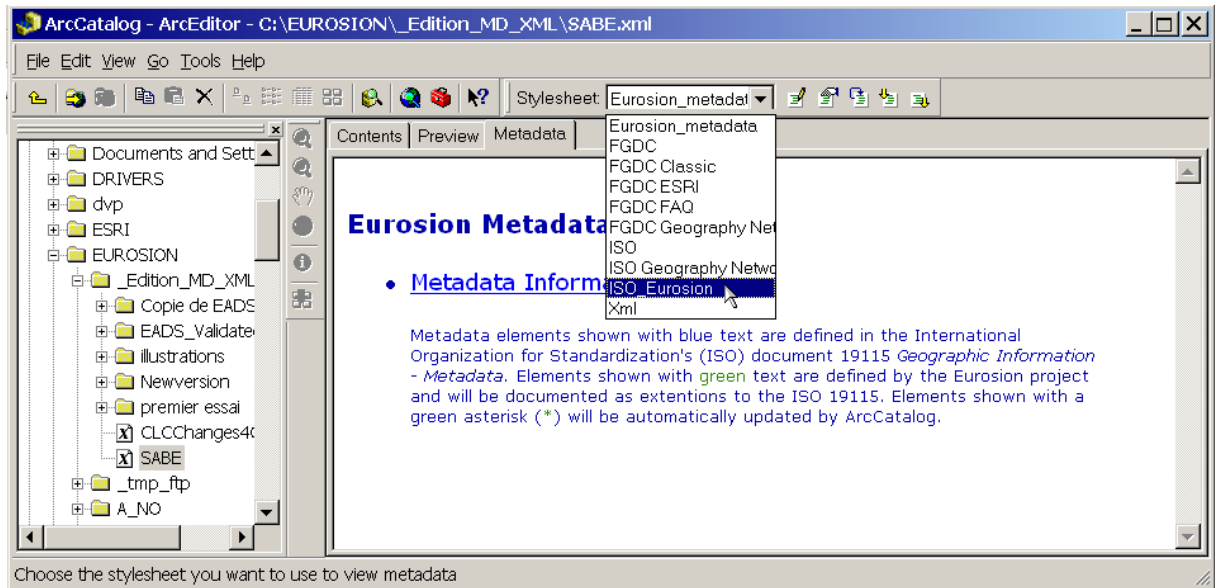 ArcCatalog - ArcEditor - C:\EUROSION\_Edition_MD_XML\SABE.xml
File Edit View Go Tools Help
Stylesheet: Eurosion_metadat
Contents Preview Metadata
Eurosion_metadata
FGDC
FGDC Classic
FGDC ESRI
FGDC FAQ
FGDC Geography Net
ISO
ISO Geography Netwo
ISO_Eurosion
Xml
Documents and Sett
DRIVERS
dvp
ESRI
EUROSION
_Edition_MD_XML
Copie de EADS
EADS_Validate
illustrations
Newversion
premier essai
CLCChanges4
SABE
_tmp_ftp
A_NO
Eurosion Metadata
• Metadata Inform
Metadata elements shown with blue text are defined in the International
Organization for Standardization's (ISO) document 19115 Geographic Information
- Metadata. Elements shown with green text are defined by the Eurosion project
and will be documented as extentions to the ISO 19115. Elements shown with a
green asterisk (*) will be automatically updated by ArcCatalog.
Choose the stylesheet you want to use to view metadata